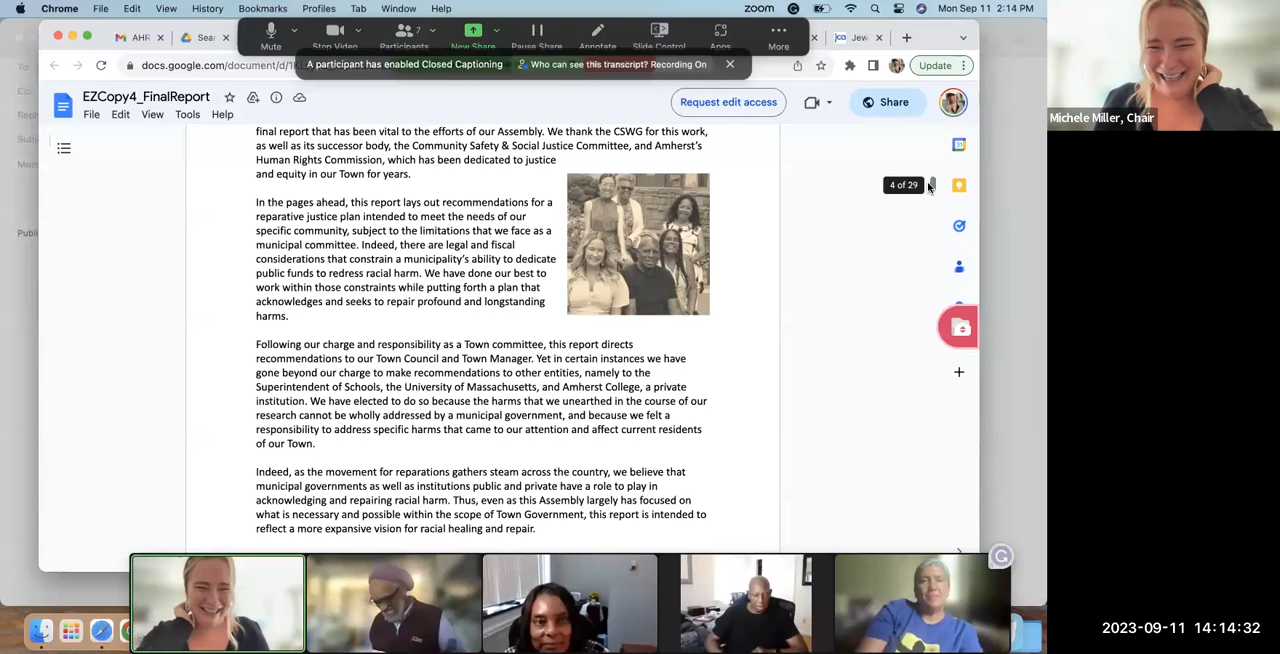 Chrome File Edit View History Bookmarks Profiles Tab Window Help
zoom Mon Sep 11 2:14 PM
AHR Sear Jew
Mute Stop Video Participants 7 New Share Pause Share Annotate Slide Control Apps More
docs.google.com/document/d/1
A participant has enabled Closed Captioning Who can see this transcript? Recording On
Update
EZCopy4_FinalReport
File Edit View Tools Help
Request edit access
Share
final report that has been vital to the efforts of our Assembly. We thank the CSWG for this work,
as well as its successor body, the Community Safety & Social Justice Committee, and Amherst's
Human Rights Commission, which has been dedicated to justice
and equity in our Town for years.
4 of 29
In the pages ahead, this report lays out recommendations for a
reparative justice plan intended to meet the needs of our
specific community, subject to the limitations that we face as a
municipal committee. Indeed, there are legal and fiscal
considerations that constrain a municipality's ability to dedicate
public funds to redress racial harm. We have done our best to
work within those constraints while putting forth a plan that
acknowledges and seeks to repair profound and longstanding
harms.
Following our charge and responsibility as a Town committee, this report directs
recommendations to our Town Council and Town Manager. Yet in certain instances we have
gone beyond our charge to make recommendations to other entities, namely to the
Superintendent of Schools, the University of Massachusetts, and Amherst College, a private
institution. We have elected to do so because the harms that we unearthed in the course of our
research cannot be wholly addressed by a municipal government, and because we felt a
responsibility to address specific harms that came to our attention and affect current residents
of our Town.
Indeed, as the movement for reparations gathers steam across the country, we believe that
municipal governments as well as institutions public and private have a role to play in
acknowledging and repairing racial harm. Thus, even as this Assembly largely has focused on
what is necessary and possible within the scope of Town Government, this report is intended to
reflect a more expansive vision for racial healing and repair.
Michele Miller, Chair
2023-09-11 14:14:32